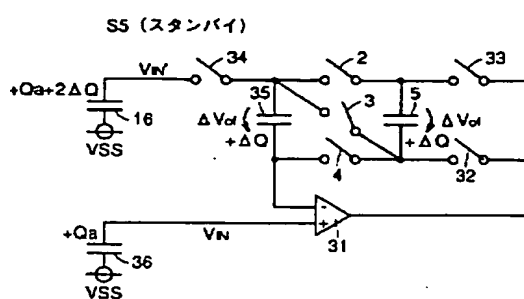 S5 (スタンバイ)
VIN' 34 2 33
+Qa+2ΔQ 35 3 5
16 ΔVof ΔVof
VSS +ΔQ +ΔQ
4 32
-
+Qa VIN + 31
36
VSS